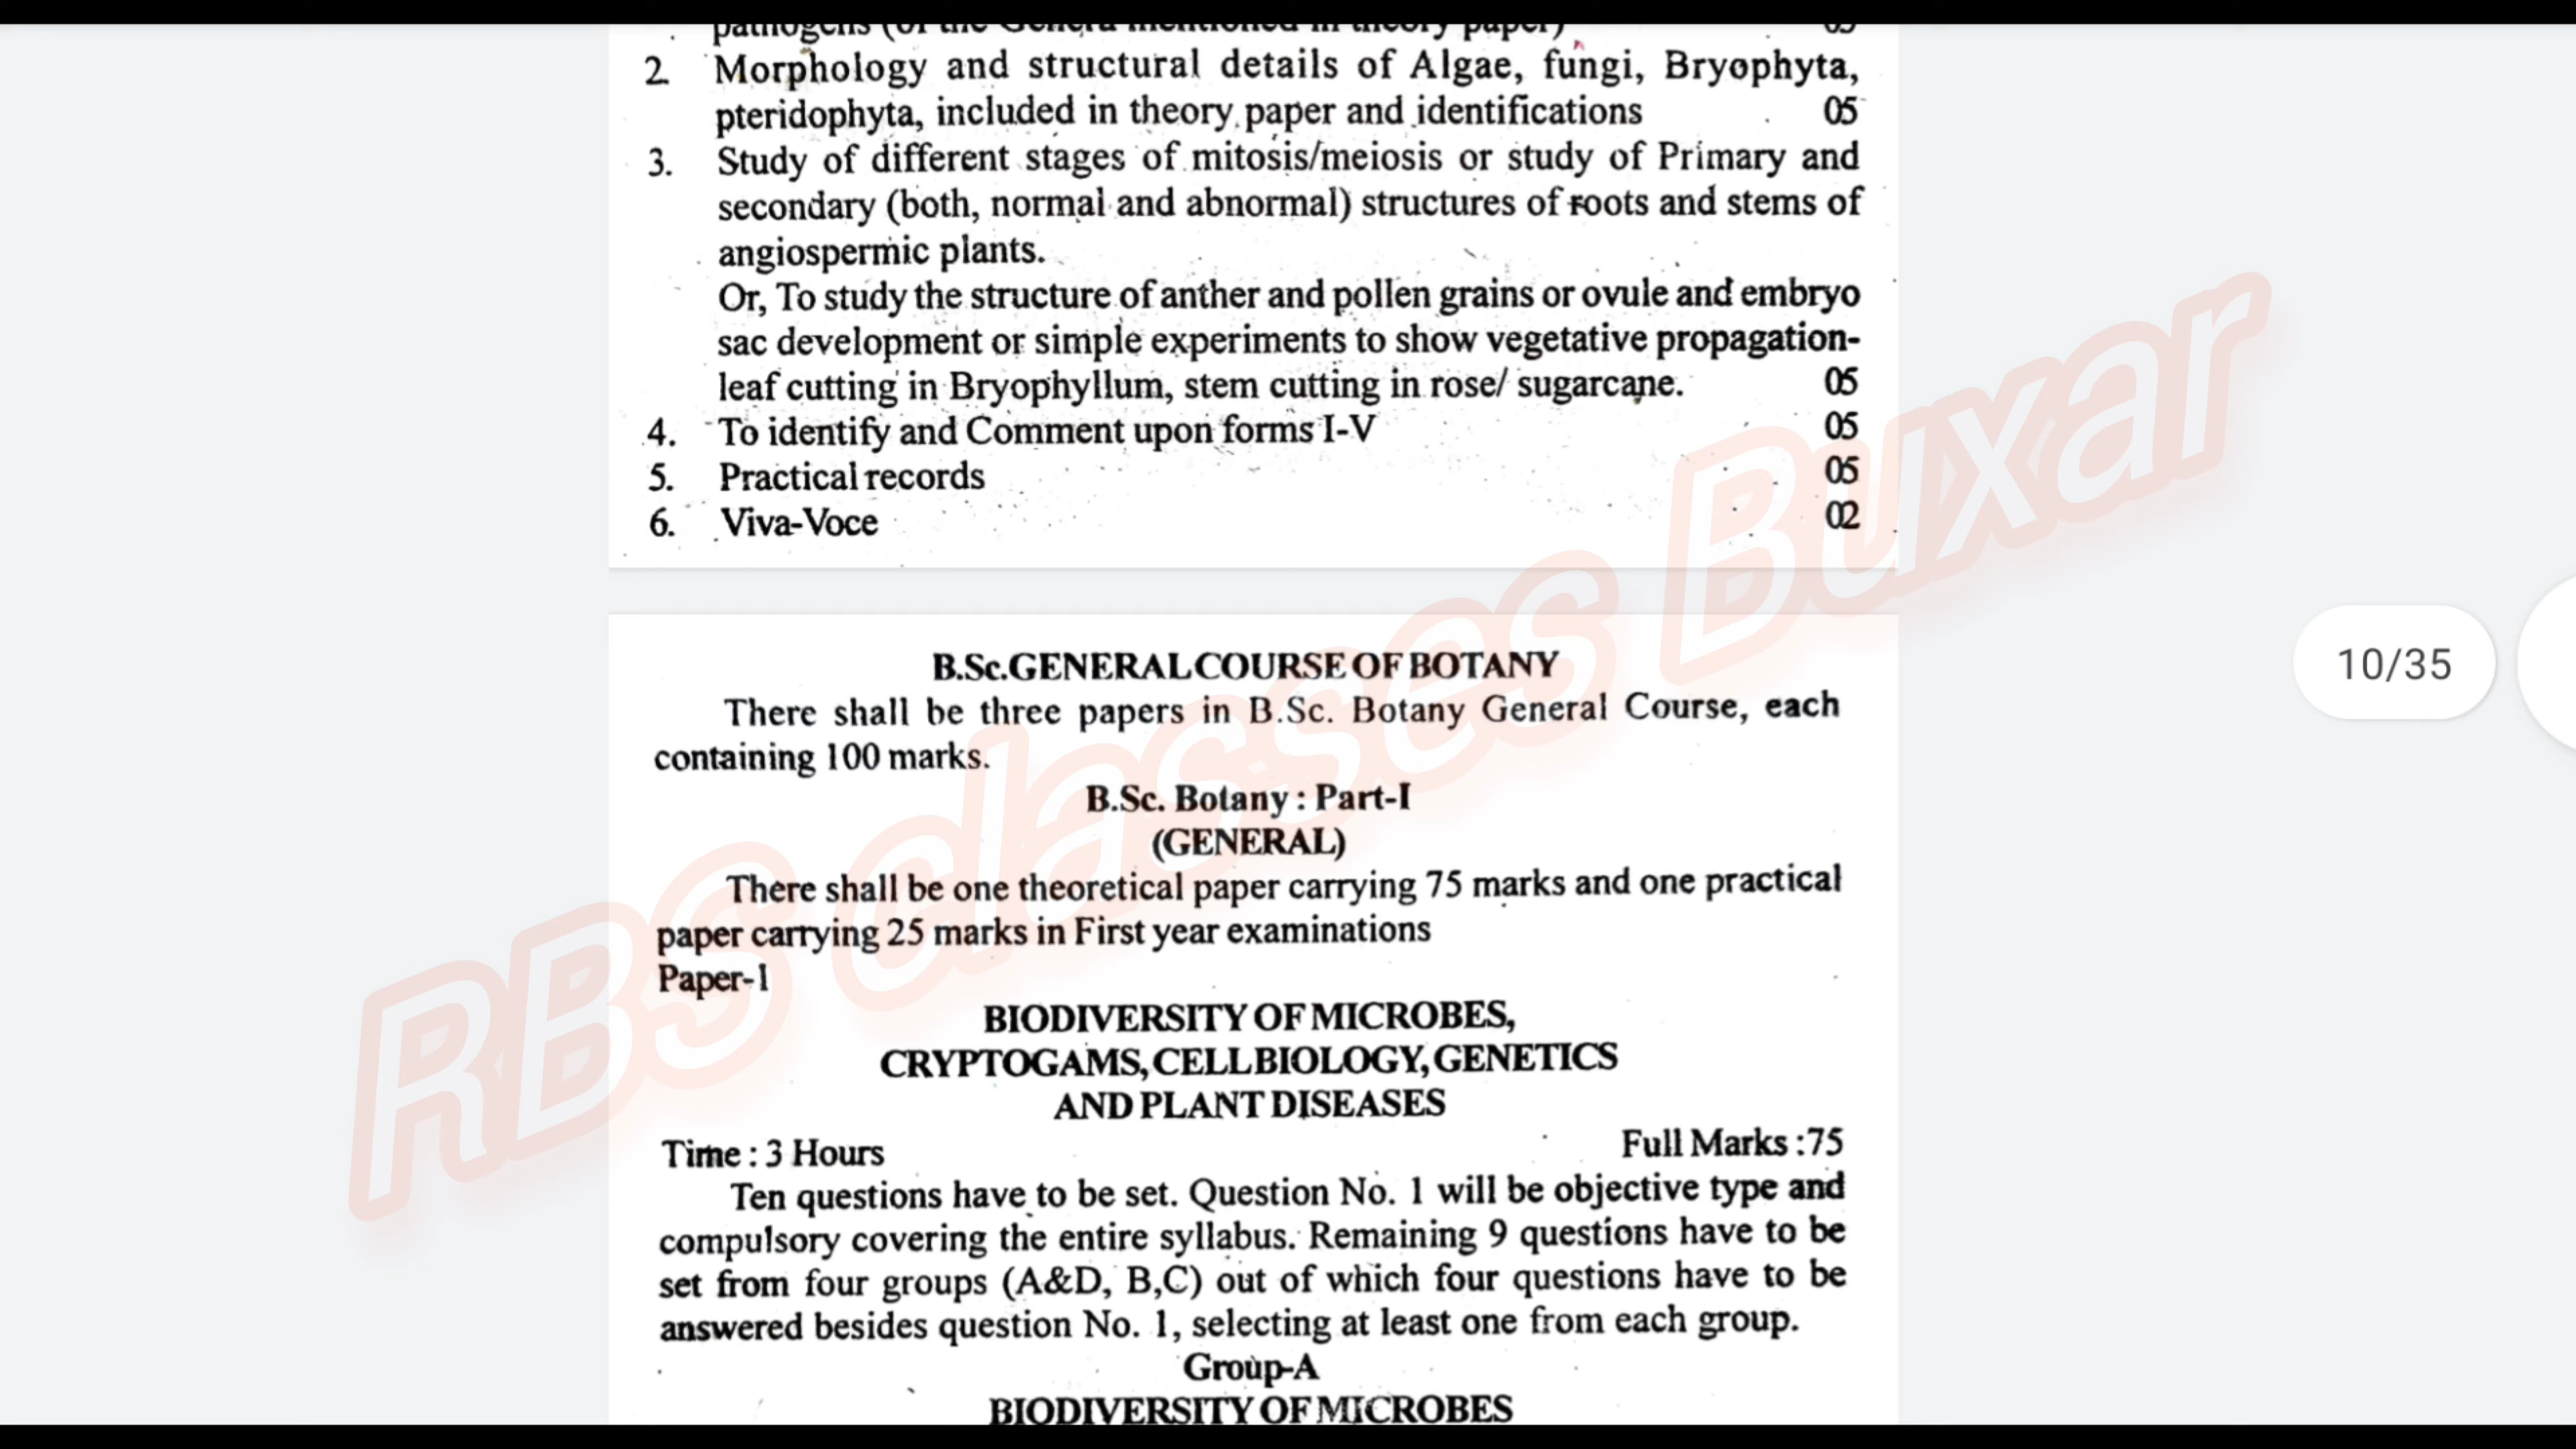 pathogens (of the Genera mentioned in theory paper) 05
2. Morphology and structural details of Algae, fungi, Bryophyta,
pteridophyta, included in theory paper and identifications 05
3. Study of different stages of mitosis/meiosis or study of Primary and
secondary (both, normal and abnormal) structures of roots and stems of
angiospermic plants.
Or, To study the structure of anther and pollen grains or ovule and embryo
sac development or simple experiments to show vegetative propagation-
leaf cutting in Bryophyllum, stem cutting in rose/ sugarcane. 05
4. To identify and Comment upon forms I-V 05
5. Practical records 05
6. Viva-Voce 02
B.Sc. GENERAL COURSE OF BOTANY
There shall be three papers in B.Sc. Botany General Course, each
containing 100 marks.
B.Sc. Botany : Part-I
(GENERAL)
There shall be one theoretical paper carrying 75 marks and one practical
paper carrying 25 marks in First year examinations
Paper-1
BIODIVERSITY OF MICROBES,
CRYPTOGAMS, CELL BIOLOGY, GENETICS
AND PLANT DISEASES
Time : 3 Hours Full Marks :75
Ten questions have to be set. Question No. 1 will be objective type and
compulsory covering the entire syllabus. Remaining 9 questions have to be
set from four groups (A&D, B,C) out of which four questions have to be
answered besides question No. 1, selecting at least one from each group.
Group-A
BIODIVERSITY OF MICROBES
10/35
RBS classes Buxar